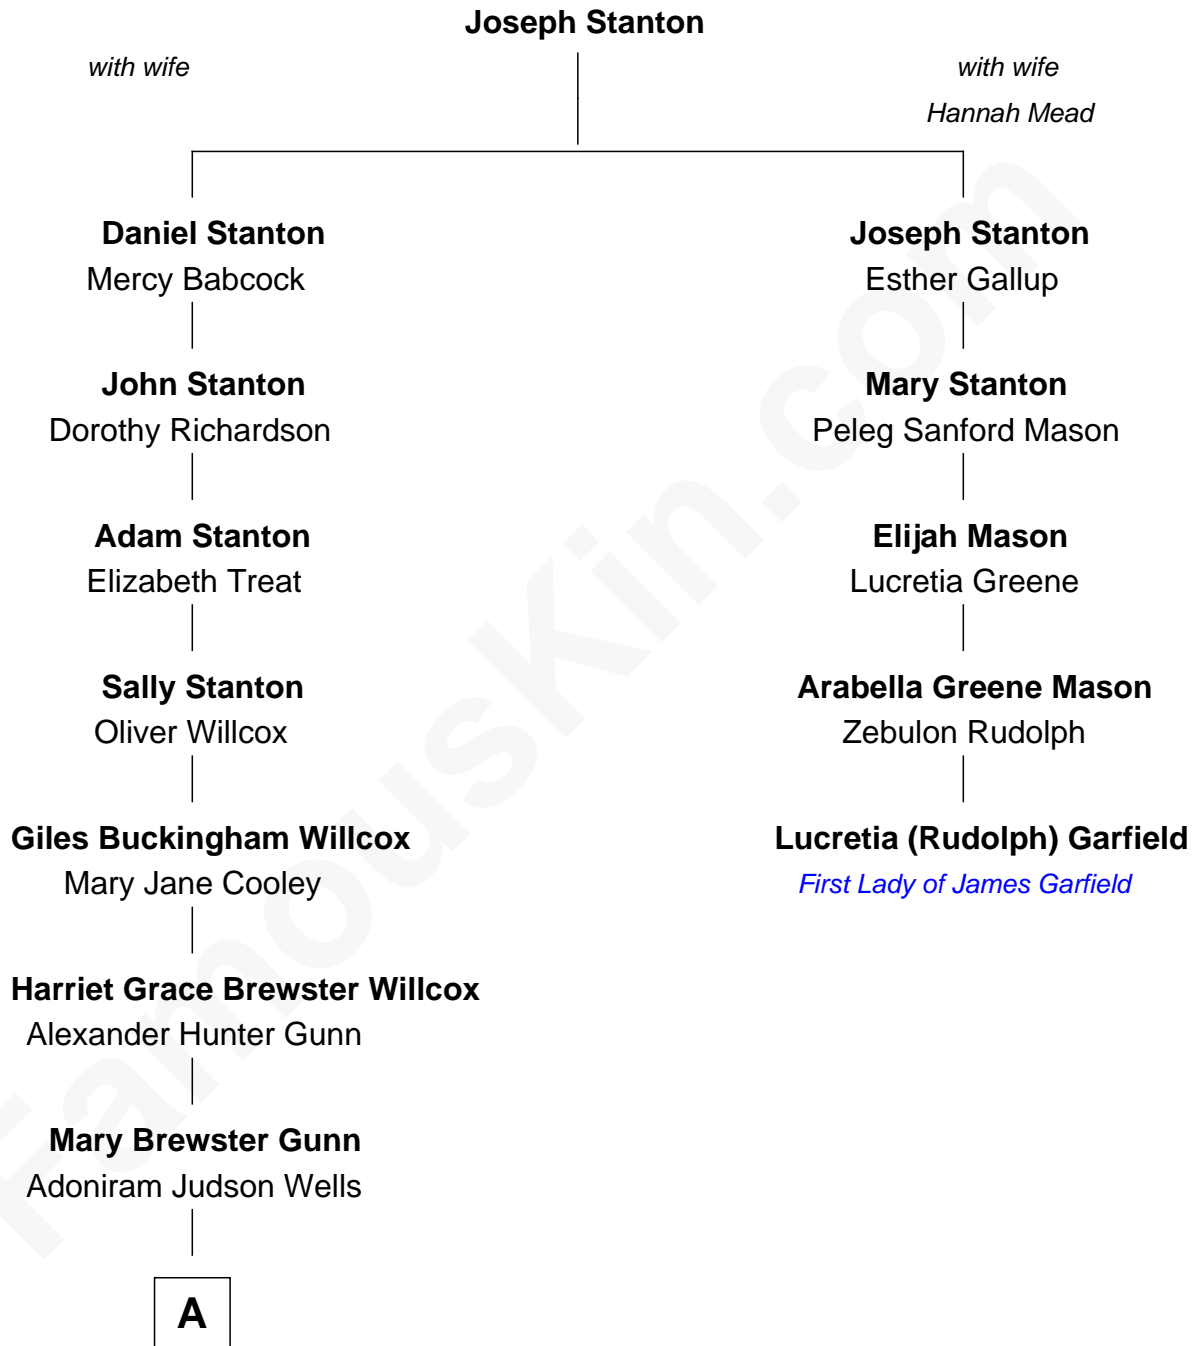 Joseph Stanton
with wife
with wife
Hannah Mead
Daniel Stanton
Mercy Babcock
John Stanton
Dorothy Richardson
Adam Stanton
Elizabeth Treat
Sally Stanton
Oliver Willcox
Giles Buckingham Willcox
Mary Jane Cooley
Harriet Grace Brewster Willcox
Alexander Hunter Gunn
Mary Brewster Gunn
Adoniram Judson Wells
A
Joseph Stanton
Esther Gallup
Mary Stanton
Peleg Sanford Mason
Elijah Mason
Lucretia Greene
Arabella Greene Mason
Zebulon Rudolph
Lucretia (Rudolph) Garfield
First Lady of James Garfield
FamousKin.com